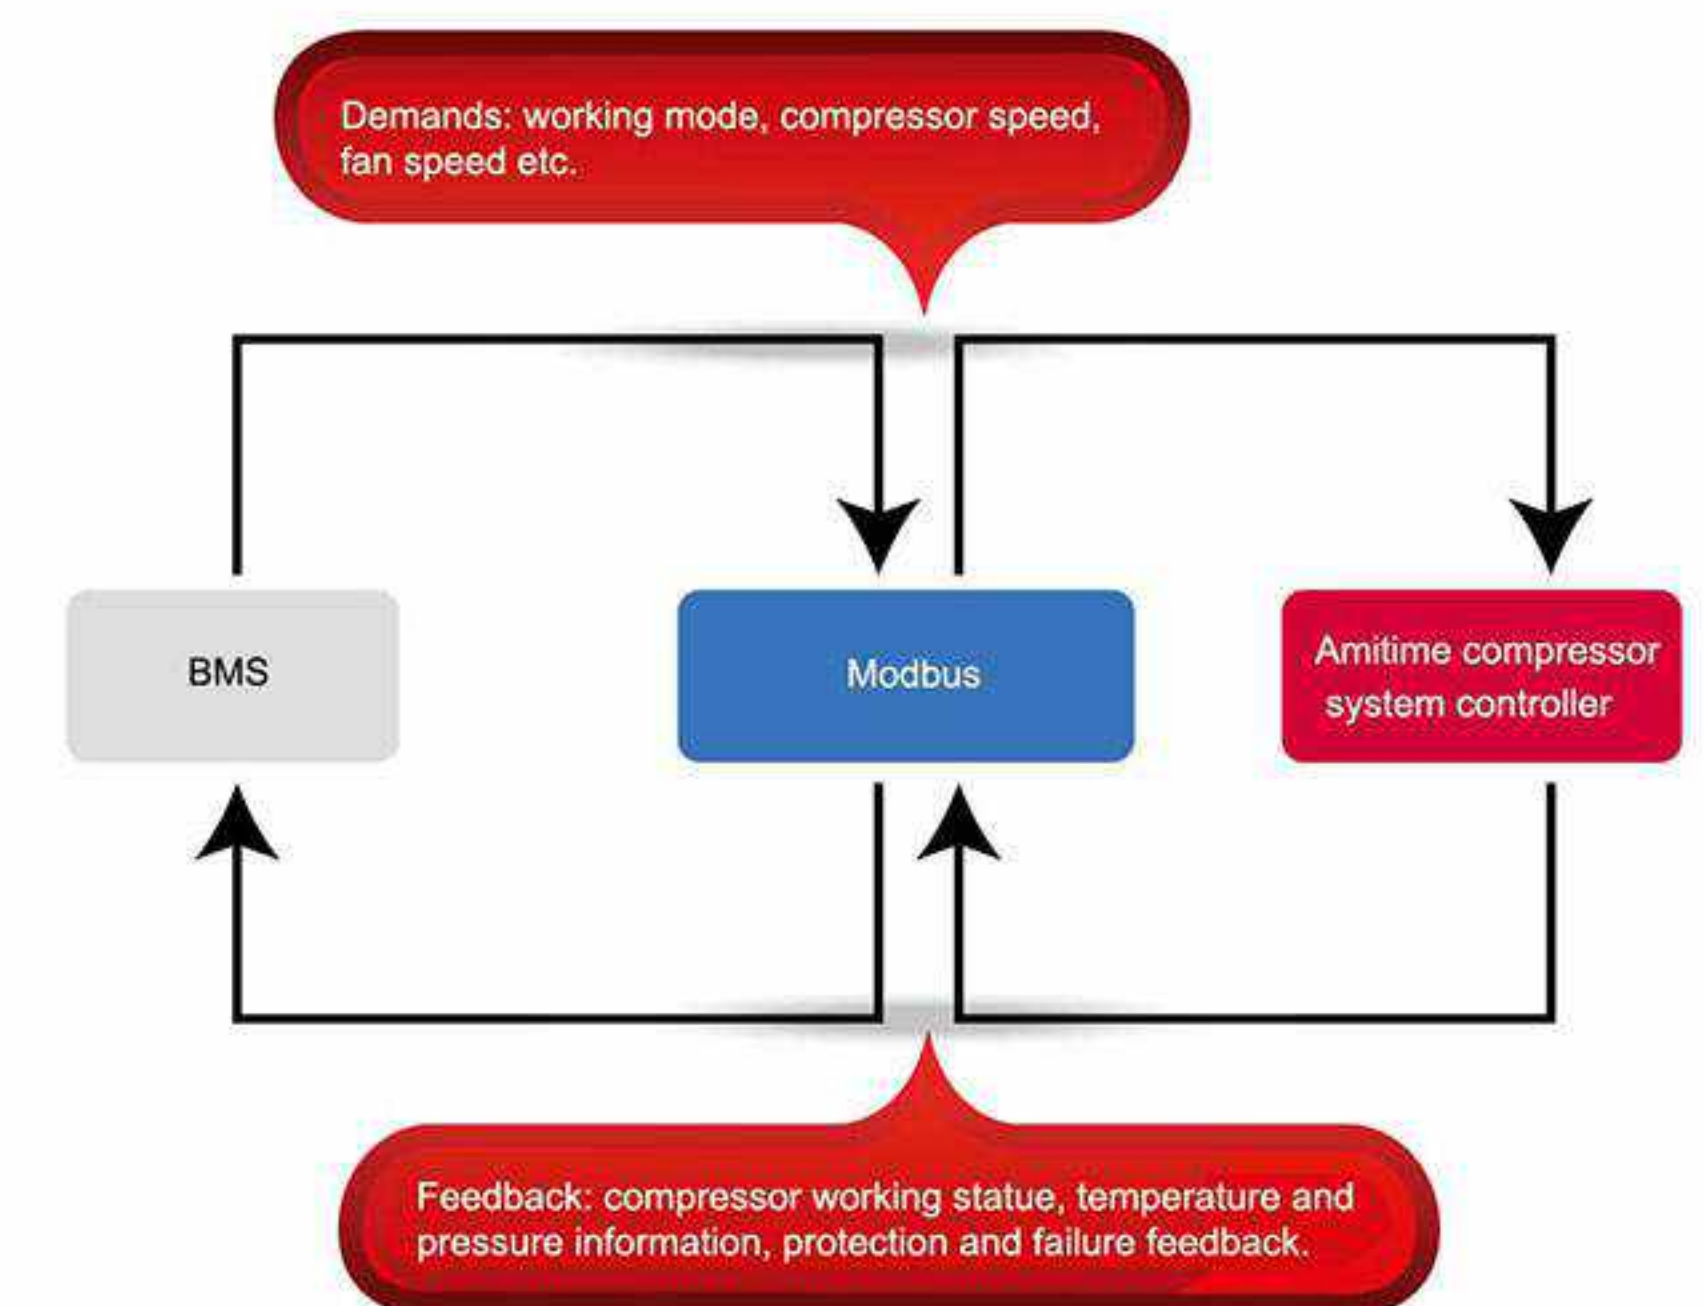 Demands: working mode, compressor speed,
fan speed etc.
BMS
Modbus
Amitime compressor
system controller
Feedback: compressor working statue, temperature and
pressure information, protection and failure feedback.